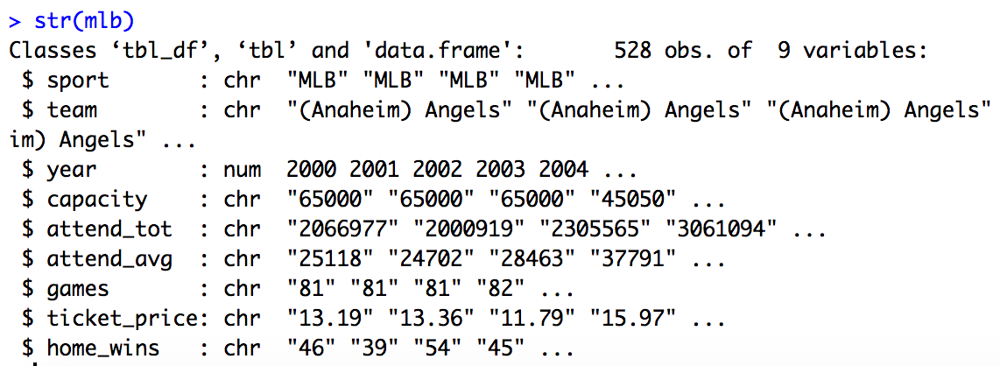 > str(mlb)
Classes ‘tbl_df’, ‘tbl’ and 'data.frame':       528 obs. of  9 variables:
 $ sport       : chr  "MLB" "MLB" "MLB" "MLB" ...
 $ team        : chr  "(Anaheim) Angels" "(Anaheim) Angels" "(Anaheim) Angels"
im) Angels" ...
 $ year        : num  2000 2001 2002 2003 2004 ...
 $ capacity    : chr  "65000" "65000" "65000" "45050" ...
 $ attend_tot  : chr  "2066977" "2000919" "2305565" "3061094" ...
 $ attend_avg  : chr  "25118" "24702" "28463" "37791" ...
 $ games       : chr  "81" "81" "81" "82" ...
 $ ticket_price: chr  "13.19" "13.36" "11.79" "15.97" ...
 $ home_wins   : chr  "46" "39" "54" "45" ...